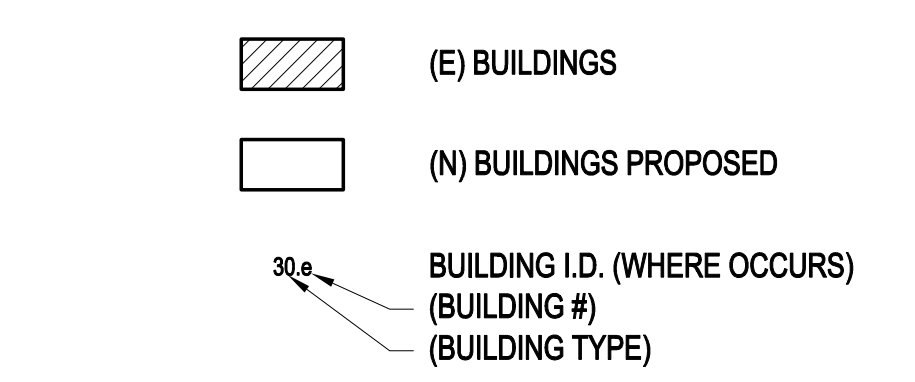 (E) BUILDINGS
(N) BUILDINGS PROPOSED
30.e BUILDING I.D. (WHERE OCCURS)
(BUILDING #)
(BUILDING TYPE)